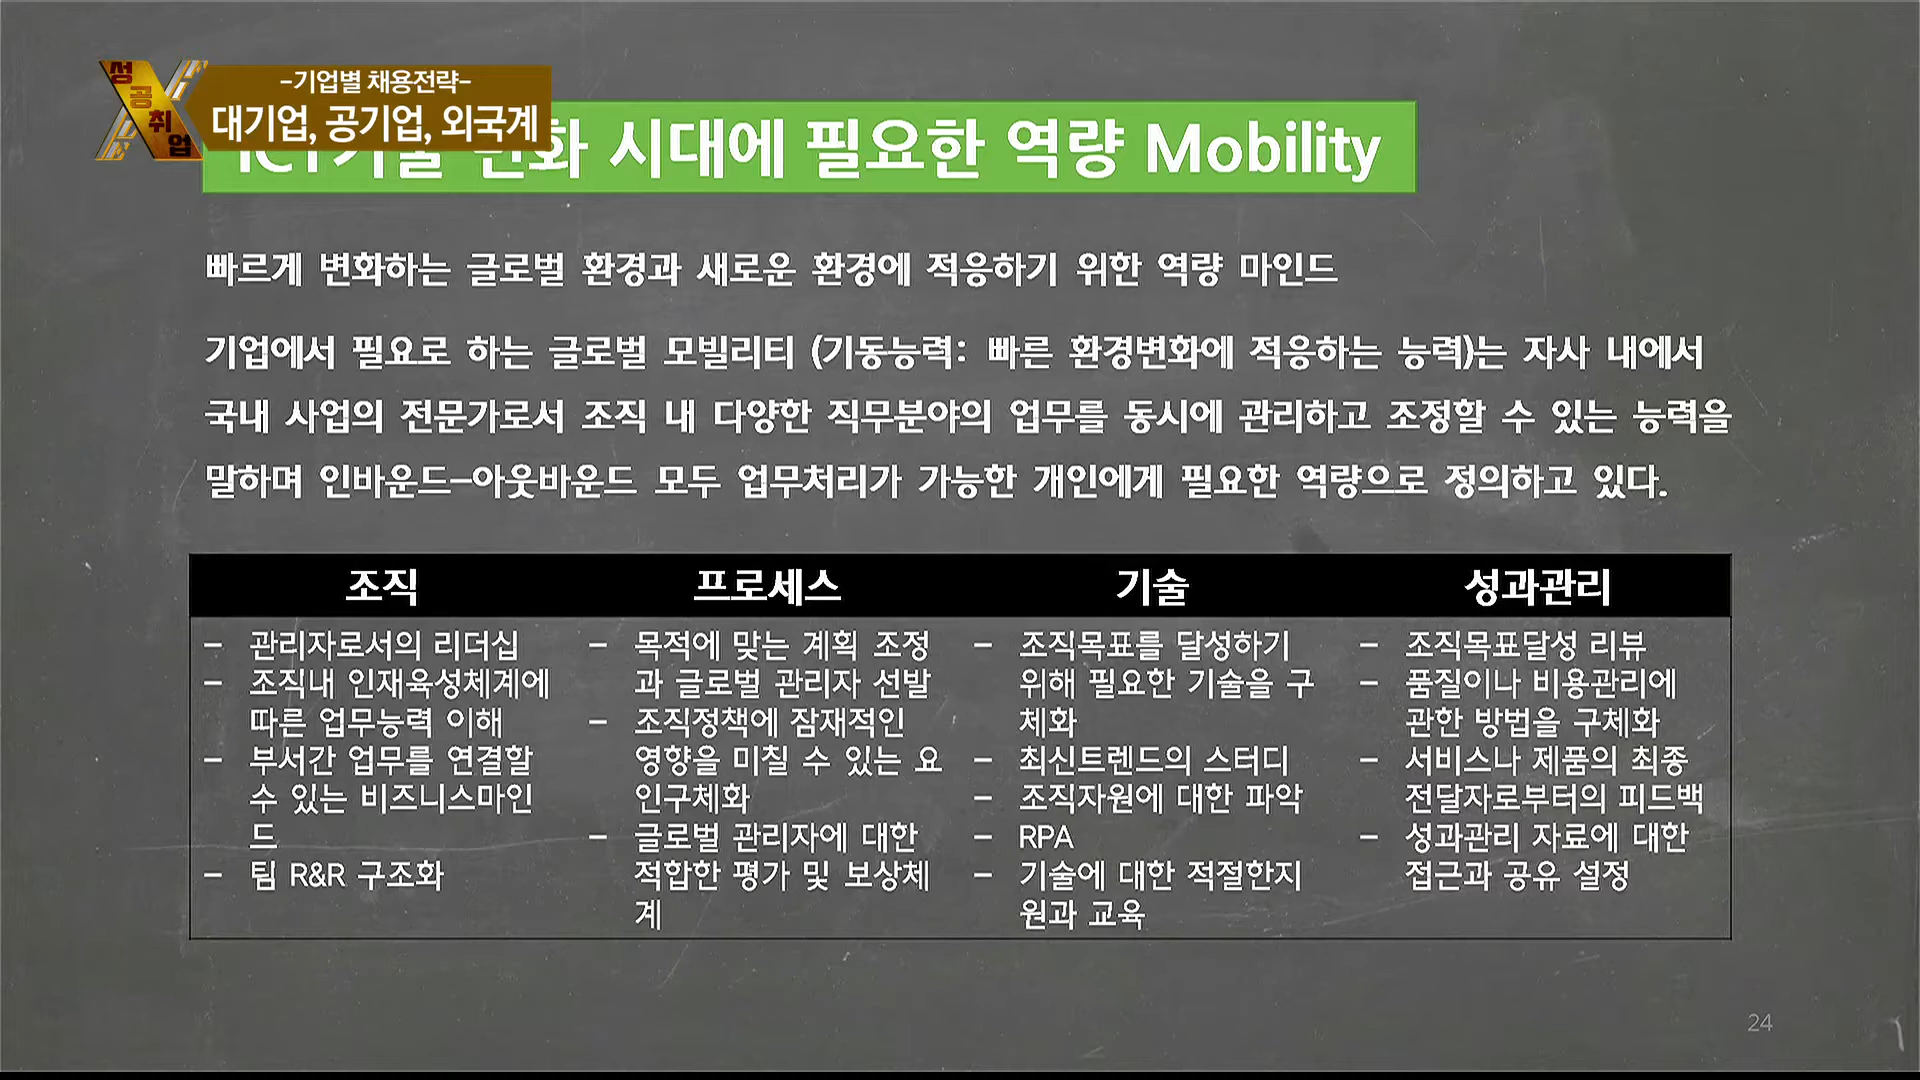 성공취업
-기업별 채용전략-
대기업, 공기업, 외국계
ICT기술 변화 시대에 필요한 역량 Mobility
빠르게 변화하는 글로벌 환경과 새로운 환경에 적응하기 위한 역량 마인드
기업에서 필요로 하는 글로벌 모빌리티 (기동능력: 빠른 환경변화에 적응하는 능력)는 자사 내에서
국내 사업의 전문가로서 조직 내 다양한 직무분야의 업무를 동시에 관리하고 조정할 수 있는 능력을
말하며 인바운드-아웃바운드 모두 업무처리가 가능한 개인에게 필요한 역량으로 정의하고 있다.
조직
- 관리자로서의 리더십
- 조직내 인재육성체계에
따른 업무능력 이해
- 부서간 업무를 연결할
수 있는 비즈니스마인
드
- 팀 R&R 구조화
프로세스
- 목적에 맞는 계획 조정
과 글로벌 관리자 선발
- 조직정책에 잠재적인
영향을 미칠 수 있는 요
인구체화
- 글로벌 관리자에 대한
적합한 평가 및 보상체
계
기술
- 조직목표를 달성하기
위해 필요한 기술을 구
체화
- 최신트렌드의 스터디
- 조직자원에 대한 파악
- RPA
- 기술에 대한 적절한지
원과 교육
성과관리
- 조직목표달성 리뷰
- 품질이나 비용관리에
관한 방법을 구체화
- 서비스나 제품의 최종
전달자로부터의 피드백
- 성과관리 자료에 대한
접근과 공유 설정
24